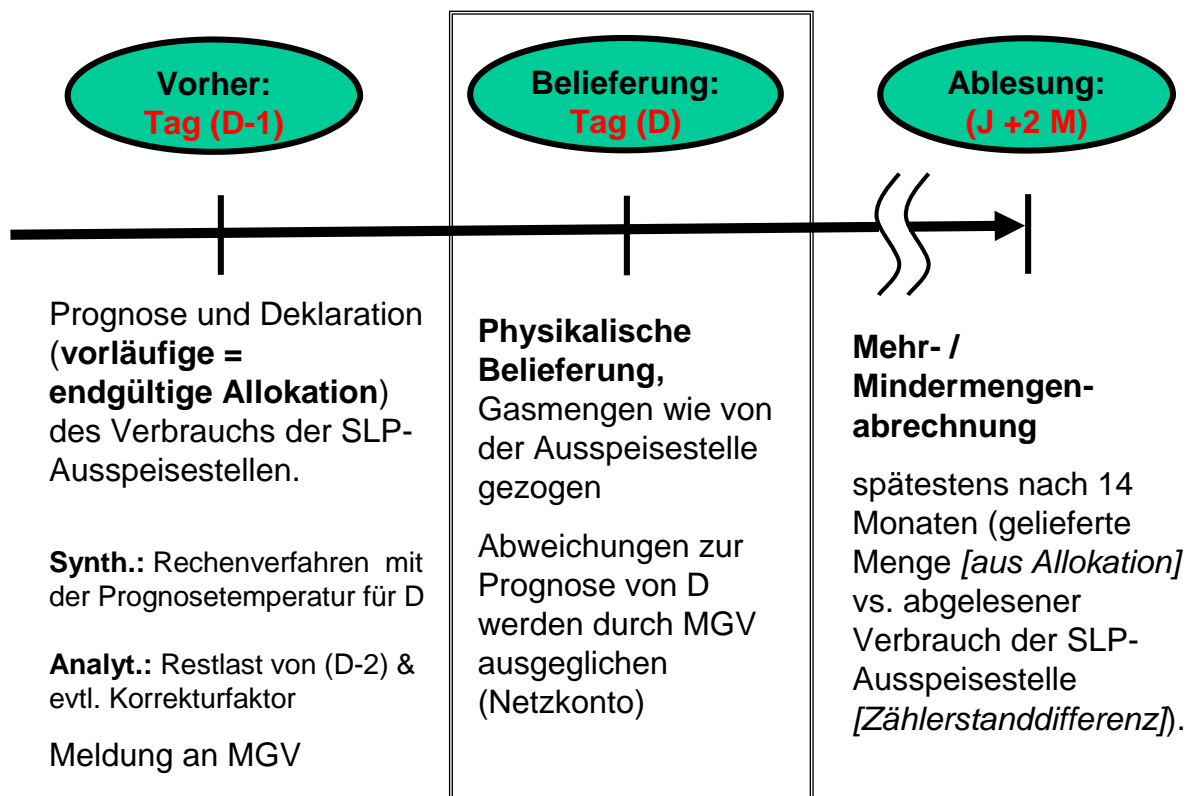 Vorher:
Tag (D-1)
Prognose und Deklaration
(vorläufige =
endgültige Allokation)
des Verbrauchs der SLP-
Ausspeisestellen.
Synth.: Rechenverfahren mit
der Prognosetemperatur für D
Analyt.: Restlast von (D-2) &
evtl. Korrekturfaktor
Meldung an MGV
Belieferung:
Tag (D)
Physikalische
Belieferung,
Gasmengen wie von
der Ausspeisestelle
gezogen
Abweichungen zur
Prognose von D
werden durch MGV
ausgeglichen
(Netzkonto)
Ablesung:
(J +2 M)
Mehr- /
Mindermengen-
abrechnung
spätestens nach 14
Monaten (gelieferte
Menge [aus Allokation]
vs. abgelesener
Verbrauch der SLP-
Ausspeisestelle
[Zählerstanddifferenz]).